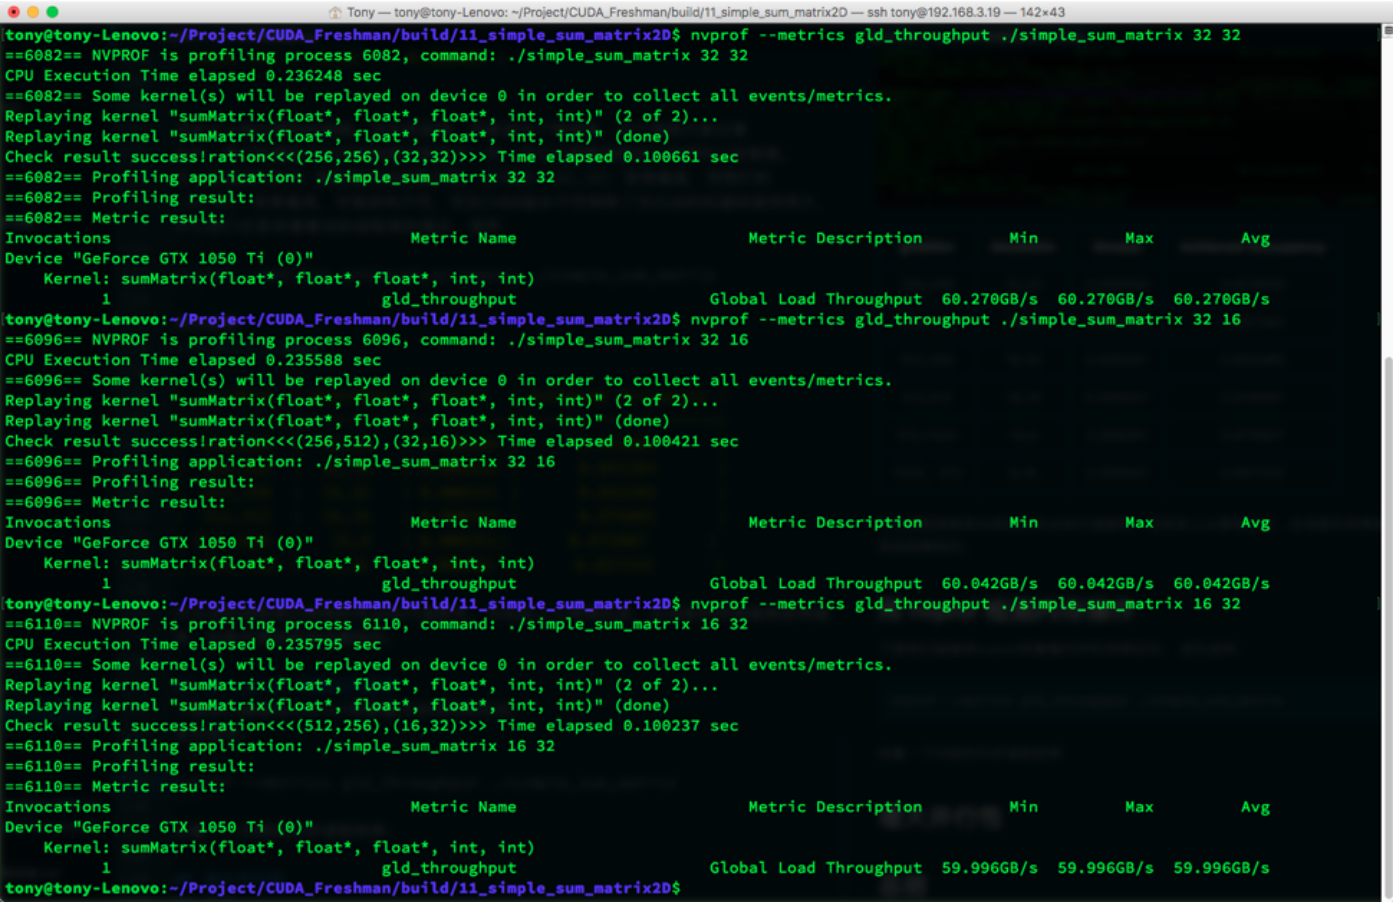 Tony — tony@tony-Lenovo: ~/Project/CUDA_Freshman/build/11_simple_sum_matrix2D — ssh tony@192.168.3.19 — 142×43
[tony@tony-Lenovo:~/Project/CUDA_Freshman/build/11_simple_sum_matrix2D$ nvprof --metrics gld_throughput ./simple_sum_matrix 32 32 ]
==6082== NVPROF is profiling process 6082, command: ./simple_sum_matrix 32 32
CPU Execution Time elapsed 0.236248 sec
==6082== Some kernel(s) will be replayed on device 0 in order to collect all events/metrics.
Replaying kernel "sumMatrix(float*, float*, float*, int, int)" (2 of 2)...
Replaying kernel "sumMatrix(float*, float*, float*, int, int)" (done)
Check result success!ration<<<(256,256),(32,32)>>> Time elapsed 0.100661 sec
==6082== Profiling application: ./simple_sum_matrix 32 32
==6082== Profiling result:
==6082== Metric result:
Invocations Metric Name Metric Description Min Max Avg
Device "GeForce GTX 1050 Ti (0)"
Kernel: sumMatrix(float*, float*, float*, int, int)
1 gld_throughput Global Load Throughput 60.270GB/s 60.270GB/s 60.270GB/s
[tony@tony-Lenovo:~/Project/CUDA_Freshman/build/11_simple_sum_matrix2D$ nvprof --metrics gld_throughput ./simple_sum_matrix 32 16 ]
==6096== NVPROF is profiling process 6096, command: ./simple_sum_matrix 32 16
CPU Execution Time elapsed 0.235588 sec
==6096== Some kernel(s) will be replayed on device 0 in order to collect all events/metrics.
Replaying kernel "sumMatrix(float*, float*, float*, int, int)" (2 of 2)...
Replaying kernel "sumMatrix(float*, float*, float*, int, int)" (done)
Check result success!ration<<<(256,512),(32,16)>>> Time elapsed 0.100421 sec
==6096== Profiling application: ./simple_sum_matrix 32 16
==6096== Profiling result:
==6096== Metric result:
Invocations Metric Name Metric Description Min Max Avg
Device "GeForce GTX 1050 Ti (0)"
Kernel: sumMatrix(float*, float*, float*, int, int)
1 gld_throughput Global Load Throughput 60.042GB/s 60.042GB/s 60.042GB/s
[tony@tony-Lenovo:~/Project/CUDA_Freshman/build/11_simple_sum_matrix2D$ nvprof --metrics gld_throughput ./simple_sum_matrix 16 32 ]
==6110== NVPROF is profiling process 6110, command: ./simple_sum_matrix 16 32
CPU Execution Time elapsed 0.235795 sec
==6110== Some kernel(s) will be replayed on device 0 in order to collect all events/metrics.
Replaying kernel "sumMatrix(float*, float*, float*, int, int)" (2 of 2)...
Replaying kernel "sumMatrix(float*, float*, float*, int, int)" (done)
Check result success!ration<<<(512,256),(16,32)>>> Time elapsed 0.100237 sec
==6110== Profiling application: ./simple_sum_matrix 16 32
==6110== Profiling result:
==6110== Metric result:
Invocations Metric Name Metric Description Min Max Avg
Device "GeForce GTX 1050 Ti (0)"
Kernel: sumMatrix(float*, float*, float*, int, int)
1 gld_throughput Global Load Throughput 59.996GB/s 59.996GB/s 59.996GB/s
tony@tony-Lenovo:~/Project/CUDA_Freshman/build/11_simple_sum_matrix2D$